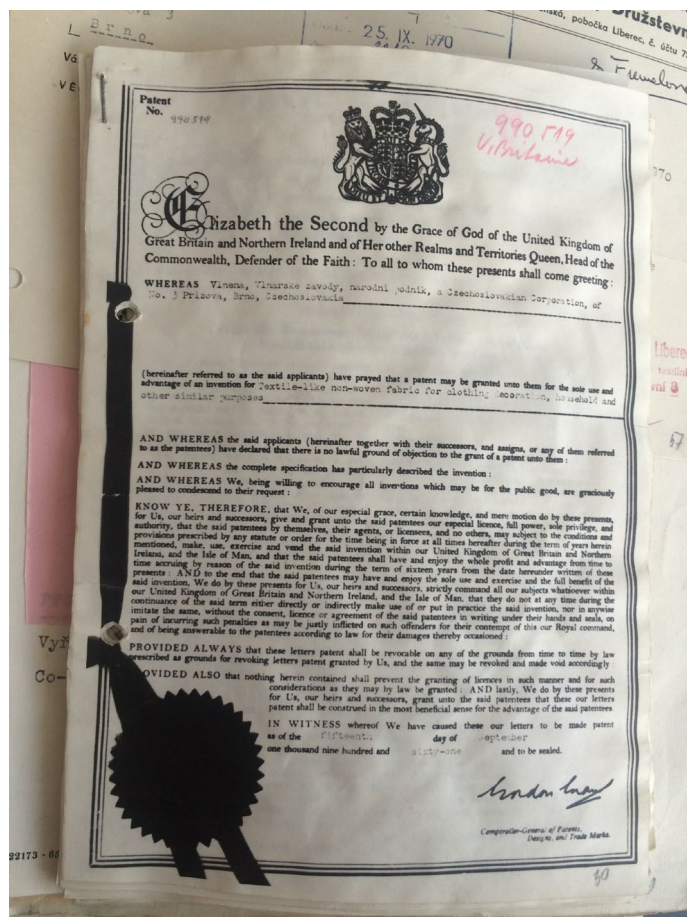 Brno
25. IX. 1970
Družstevn
pobočka Liberec, č. účtu 7
VE
Patent
No.
990519
990 519
V. Britanie
Elizabeth the Second by the Grace of God of the United Kingdom of
Great Britain and Northern Ireland and of Her other Realms and Territories Queen, Head of the
Commonwealth, Defender of the Faith: To all to whom these presents shall come greeting:
WHEREAS Vlnena, Vlnarske zavody, narodni podnik, a Czechoslovakian Corporation, of
No. 3 Prizova, Brno, Czechoslovakia
(hereinafter referred to as the said applicants) have prayed that a patent may be granted unto them for the sole use and
advantage of an invention for Textile-like non-woven fabric for clothing decoration, household and
other similar purposes
AND WHEREAS the said applicants (hereinafter together with their successors, and assigns, or any of them referred
to as the patentees) have declared that there is no lawful ground of objection to the grant of a patent unto them:
AND WHEREAS the complete specification has particularly described the invention:
AND WHEREAS We, being willing to encourage all inventions which may be for the public good, are graciously
pleased to condescend to their request:
KNOW YE, THEREFORE, that We, of our especial grace, certain knowledge, and mere motion do by these presents,
for Us, our heirs and successors, give and grant unto the said patentees our especial licence, full power, sole privilege, and
authority, that the said patentees by themselves, their agents, or licensees, and no others, may subject to the conditions and
provisions prescribed by any statute or order for the time being in force at all times hereafter during the term of years herein
mentioned, make, use, exercise and vend the said invention within our United Kingdom of Great Britain and Northern
Ireland, and the Isle of Man, and that the said patentees shall have and enjoy the whole profit and advantage from time to
time accruing by reason of the said invention during the term of sixteen years from the date hereunder written of these
presents: AND to the end that the said patentees may have and enjoy the sole use and exercise and the full benefit of the
said invention, We do by these presents for Us, our heirs and successors, strictly command all our subjects whatsoever within
our United Kingdom of Great Britain and Northern Ireland, and the Isle of Man, that they do not at any time during the
continuance of the said term either directly or indirectly make use of or put in practice the said invention, nor in anywise
imitate the same, without the consent, licence or agreement of the said patentees in writing under their hands and seals, on
pain of incurring such penalties as may be justly inflicted on such offenders for their contempt of this our Royal command,
and of being answerable to the patentees according to law for their damages thereby occasioned:
PROVIDED ALWAYS that these letters patent shall be revocable on any of the grounds from time to time by law
prescribed as grounds for revoking letters patent granted by Us, and the same may be revoked and made void accordingly:
PROVIDED ALSO that nothing herein contained shall prevent the granting of licences in such manner and for such
considerations as they may by law be granted: AND lastly, We do by these presents
for Us, our heirs and successors, grant unto the said patentees that these our letters
patent shall be construed in the most beneficial sense for the advantage of the said patentees
IN WITNESS whereof We have caused these our letters to be made patent
as of the fifteenth day of September
one thousand nine hundred and sixty-one and to be sealed.
Comptroller-General of Patents,
Designs, and Trade Marks.
Libere
textiln
57
Vyř
Co-
22173 - 65
30